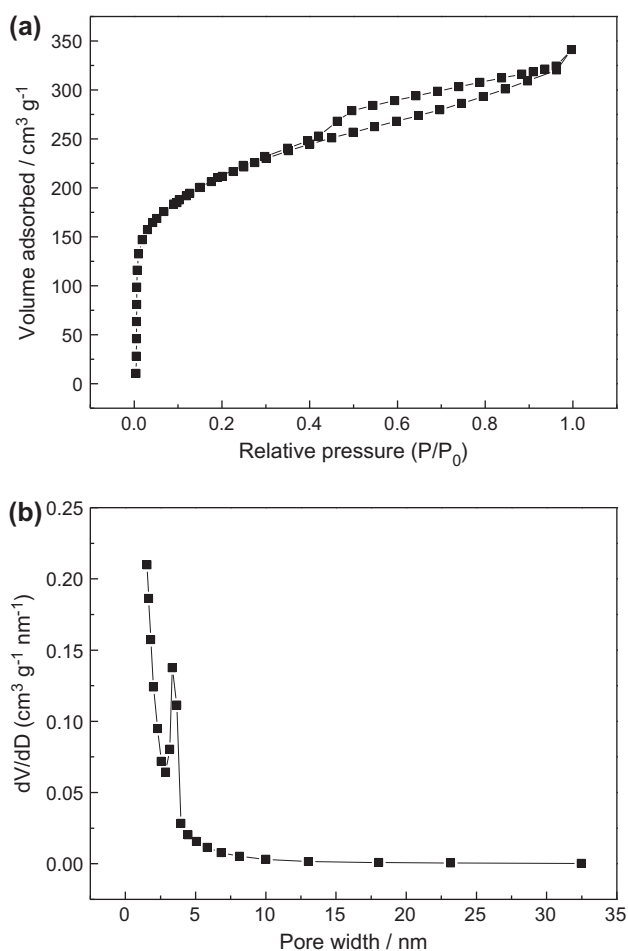 (a)
350
300
250
200
150
100
50
0
Volume adsorbed / cm³ g⁻¹
0.0 0.2 0.4 0.6 0.8 1.0
Relative pressure (P/P₀)
(b)
0.25
0.20
0.15
0.10
0.05
0.00
dV/dD (cm³ g⁻¹ nm⁻¹)
0 5 10 15 20 25 30 35
Pore width / nm